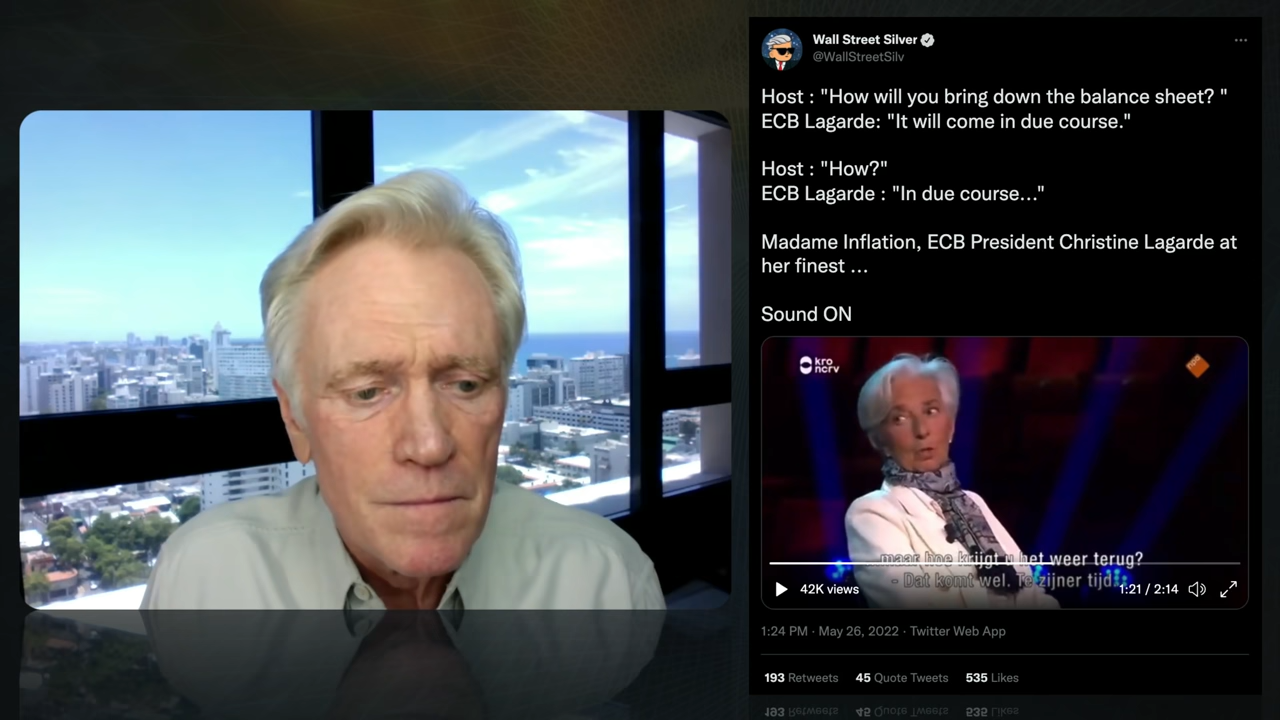 Wall Street Silver
@WallStreetSilv
Host : "How will you bring down the balance sheet? "
ECB Lagarde: "It will come in due course."
Host : "How?"
ECB Lagarde : "In due course…"
Madame Inflation, ECB President Christine Lagarde at
her finest …
Sound ON
kro
ncrv
maar hoe krijgt u het weer terug?
- Dat komt wel. Te zijner tijd.
42K views
1:21 / 2:14
1:24 PM · May 26, 2022 · Twitter Web App
193 Retweets 45 Quote Tweets 535 Likes